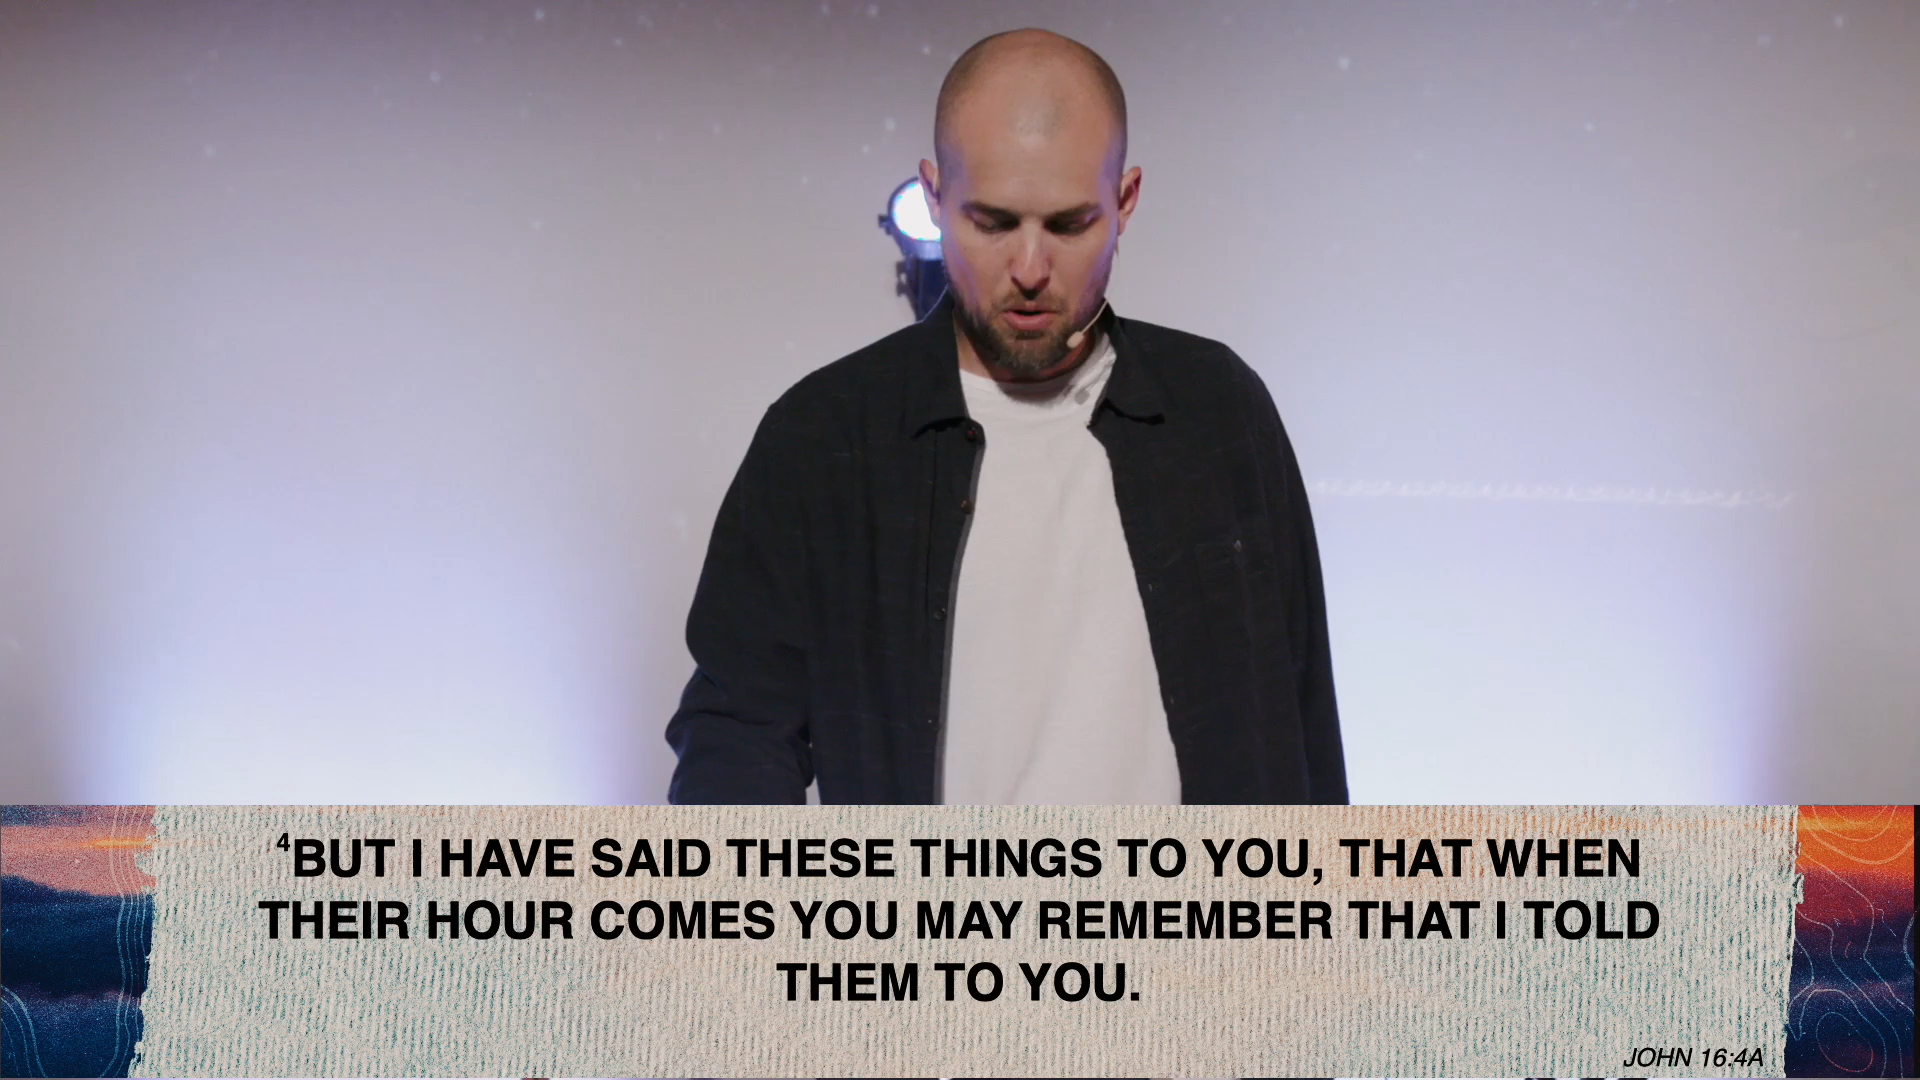 ⁴BUT I HAVE SAID THESE THINGS TO YOU, THAT WHEN
THEIR HOUR COMES YOU MAY REMEMBER THAT I TOLD
THEM TO YOU.
JOHN 16:4A